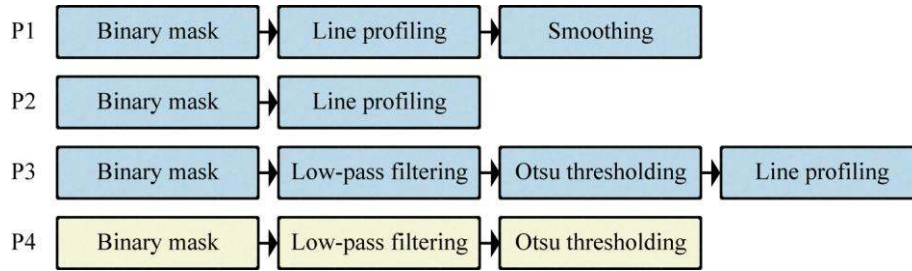 P1 Binary mask Line profiling Smoothing
P2 Binary mask Line profiling
P3 Binary mask Low-pass filtering Otsu thresholding Line profiling
P4 Binary mask Low-pass filtering Otsu thresholding